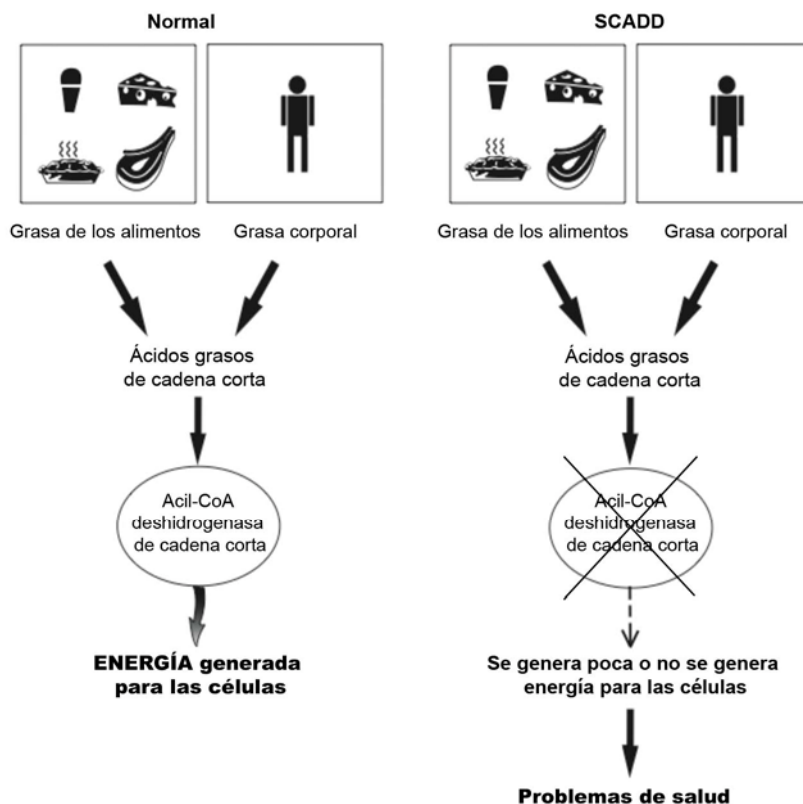 Normal
Grasa de los alimentos
Grasa corporal
Ácidos grasos
de cadena corta
Acil-CoA
deshidrogenasa
de cadena corta
ENERGÍA generada
para las células
SCADD
Grasa de los alimentos
Grasa corporal
Ácidos grasos
de cadena corta
Acil-CoA
deshidrogenasa
de cadena corta
Se genera poca o no se genera
energía para las células
Problemas de salud